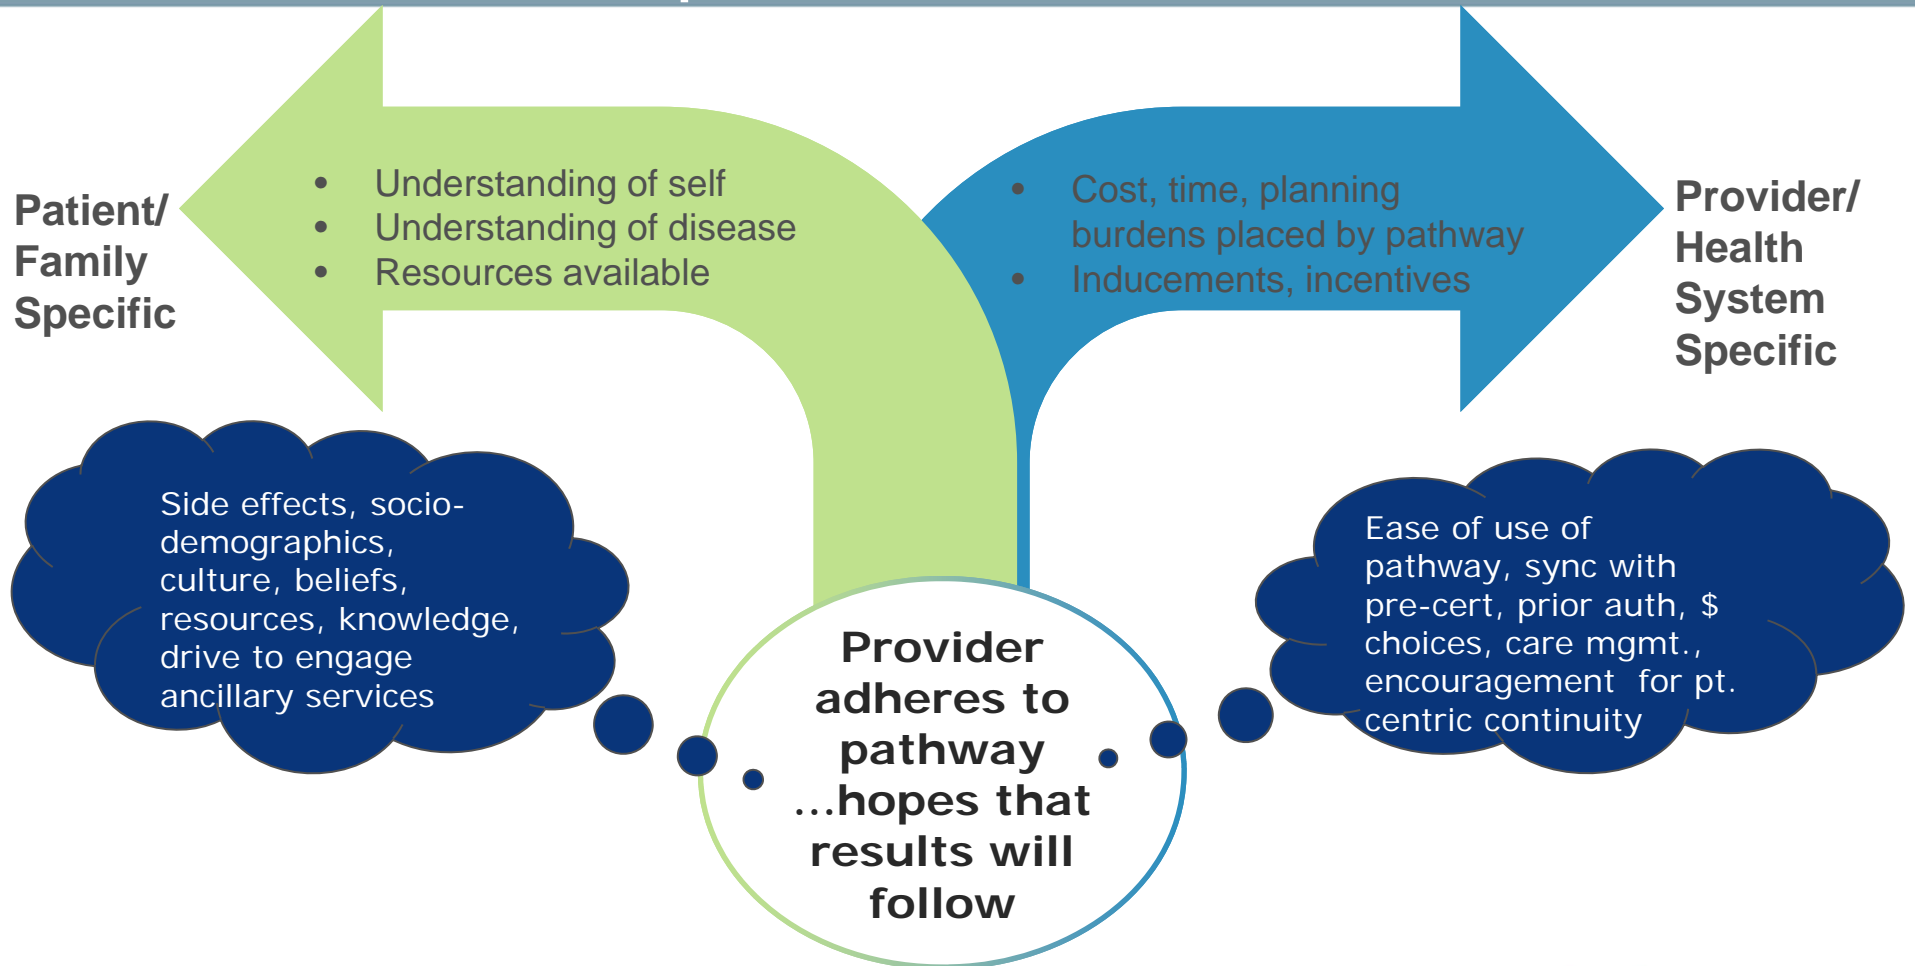 Patient/
Family
Specific
• Understanding of self
• Understanding of disease
• Resources available
• Cost, time, planning
burdens placed by pathway
• Inducements, incentives
Provider/
Health
System
Specific
Side effects, socio-
demographics,
culture, beliefs,
resources, knowledge,
drive to engage
ancillary services
Ease of use of
pathway, sync with
pre-cert, prior auth, $
choices, care mgmt.,
encouragement for pt.
centric continuity
Provider
adheres to
pathway
...hopes that
results will
follow